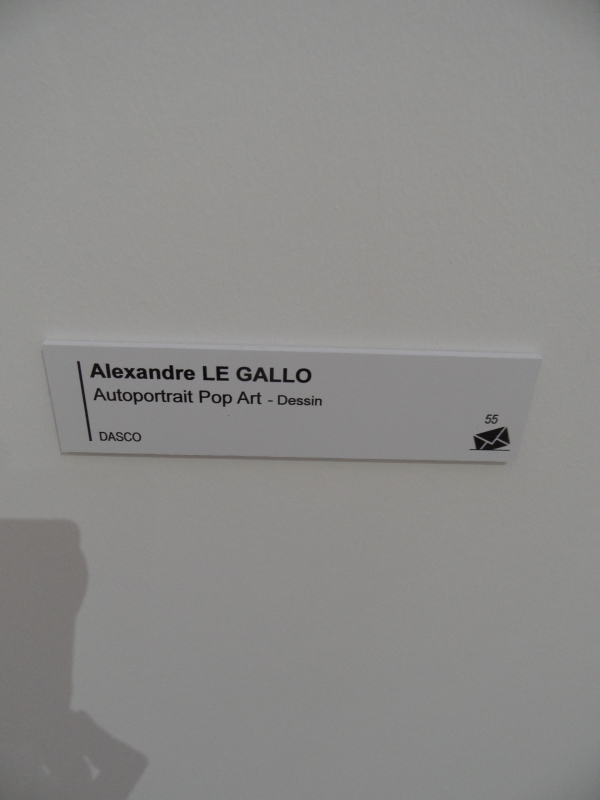 Alexandre LE GALLO
Autoportrait Pop Art - Dessin
DASCO
55